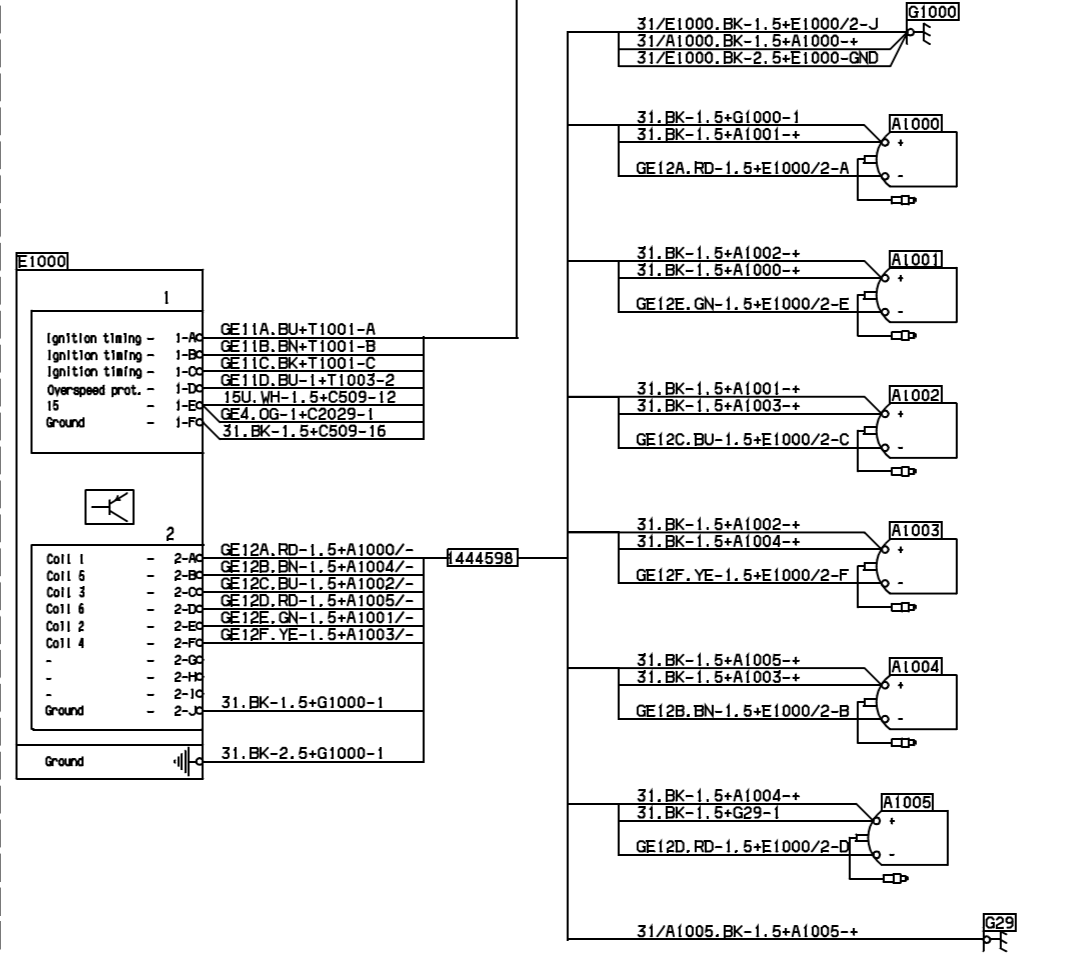 G1000
31/E1000.BK-1.5+E1000/2-J
31/A1000.BK-1.5+A1000-+
31/E1000.BK-2.5+E1000-GND
31.BK-1.5+G1000-1
31.BK-1.5+A1001-+
GE12A.RD-1.5+E1000/2-A
A1000
+
-
31.BK-1.5+A1002-+
31.BK-1.5+A1000-+
GE12E.GN-1.5+E1000/2-E
A1001
+
-
31.BK-1.5+A1001-+
31.BK-1.5+A1003-+
GE12C.BU-1.5+E1000/2-C
A1002
+
-
31.BK-1.5+A1002-+
31.BK-1.5+A1004-+
GE12F.YE-1.5+E1000/2-F
A1003
+
-
31.BK-1.5+A1005-+
31.BK-1.5+A1003-+
GE12B.BN-1.5+E1000/2-B
A1004
+
-
31.BK-1.5+A1004-+
31.BK-1.5+G29-1
GE12D.RD-1.5+E1000/2-D
A1005
+
-
31/A1005.BK-1.5+A1005-+
G29
E1000
1
Ignition timing - 1-A GE11A.BU+T1001-A
Ignition timing - 1-B GE11B.BN+T1001-B
Ignition timing - 1-C GE11C.BK+T1001-C
Overspeed prot. - 1-D GE11D.BU-1+T1003-2
15 - 1-E 15U.WH-1.5+C509-12
GE4.OG-1+C2029-1
Ground - 1-F 31.BK-1.5+C509-16
2
Coil 1 - 2-A GE12A.RD-1.5+A1000/-
Coil 5 - 2-B GE12B.BN-1.5+A1004/-
Coil 3 - 2-C GE12C.BU-1.5+A1002/-
Coil 6 - 2-D GE12D.RD-1.5+A1005/-
Coil 2 - 2-E GE12E.GN-1.5+A1001/-
Coil 4 - 2-F GE12F.YE-1.5+A1003/-
- - 2-G
- - 2-H
- - 2-I
Ground - 2-J 31.BK-1.5+G1000-1
Ground 31.BK-2.5+G1000-1
1444598